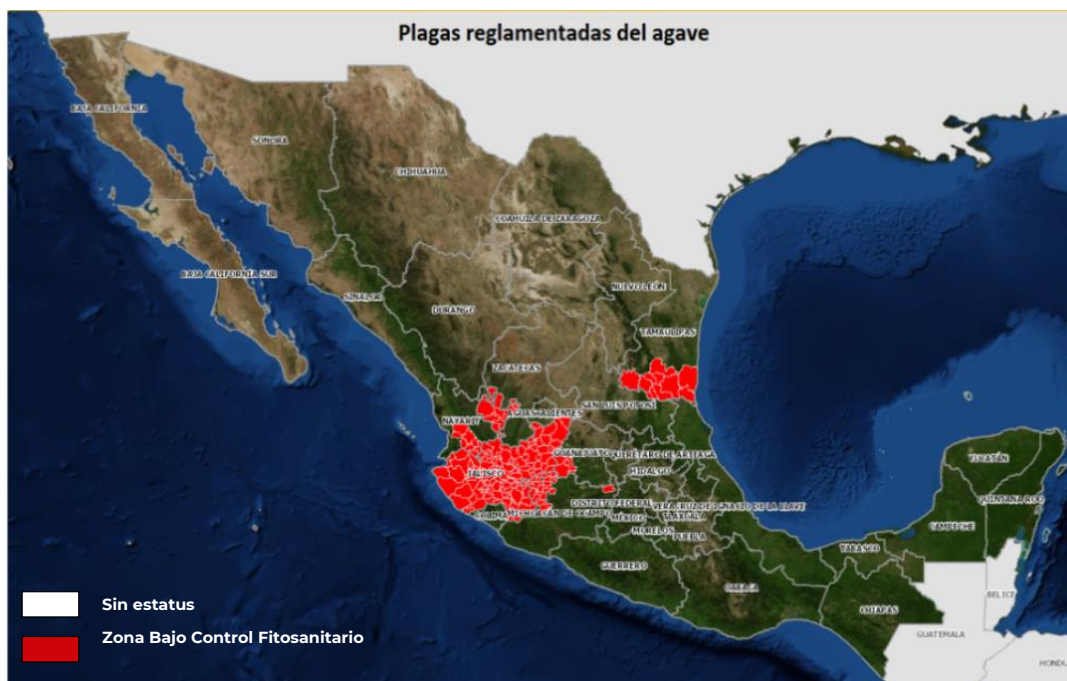 Plagas reglamentadas del agave
BAJA CALIFORNIA
SONORA
CHIHUAHUA
COAHUILA DE ZARAGOZA
BAJA CALIFORNIA SUR
SINALOA
DURANGO
NUEVO LEÓN
TAMAULIPAS
ZACATECAS
SAN LUIS POTOSÍ
AGUASCALIENTES
NAYARIT
GUANAJUATO
QUERÉTARO DE ARTEAGA
HIDALGO
JALISCO
YUCATÁN
QUINTANA ROO
DISTRITO FEDERAL
VERACRUZ DE IGNACIO DE LA LLAVE
COLIMA
MICHOACÁN DE OCAMPO
MÉXICO
TLAXCALA
CAMPECHE
MORELOS
PUEBLA
TABASCO
GUERRERO
OAXACA
CHIAPAS
BELICE
GUATEMALA
HONDU
Sin estatus
Zona Bajo Control Fitosanitario